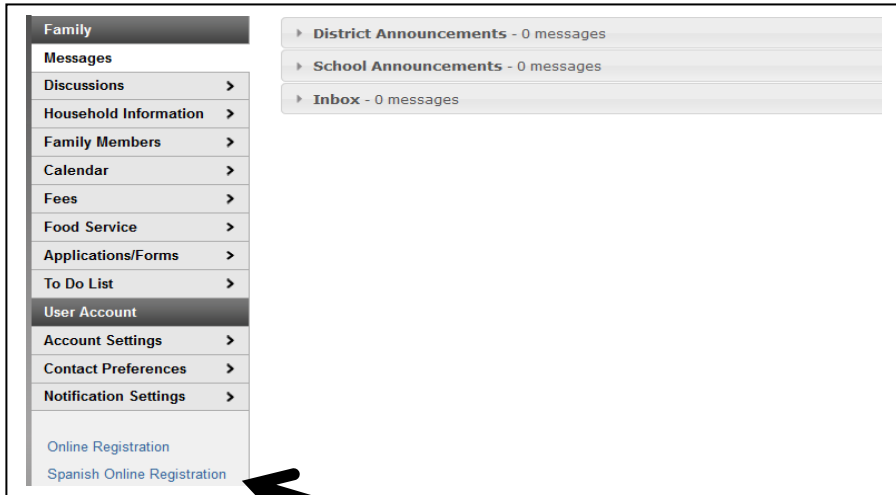 Family
Messages
Discussions
Household Information
Family Members
Calendar
Fees
Food Service
Applications/Forms
To Do List
User Account
Account Settings
Contact Preferences
Notification Settings
Online Registration
Spanish Online Registration
District Announcements - 0 messages
School Announcements - 0 messages
Inbox - 0 messages